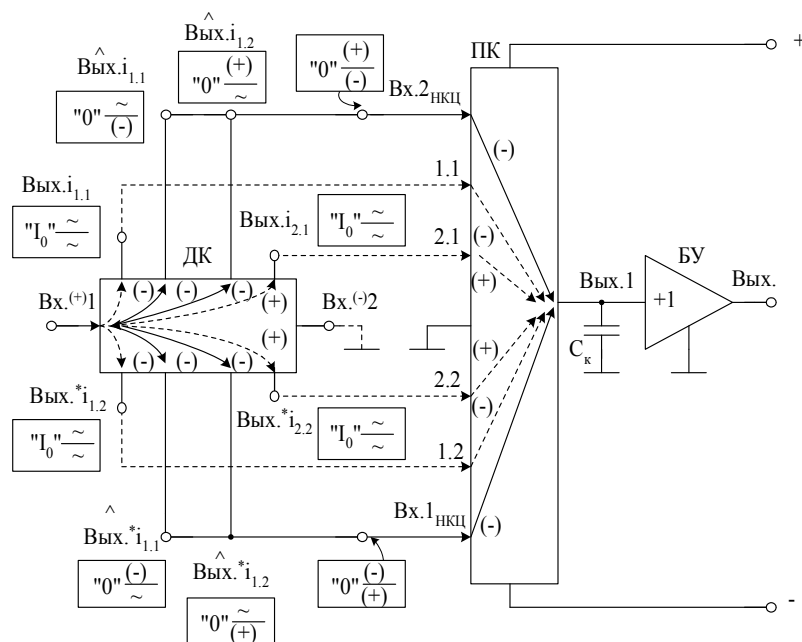 ПК
+
^
Вых.i1.2
^
Вых.i1.1
"0" (+)/~
"0" (+)/(-)
"0" ~/(-)
Вх.2НКЦ
(-)
Вых.i1.1
1.1
"I0" ~/~
Вых.i2.1
"I0" ~/~
2.1
(-)
(+)
ДК
БУ
Вых.1
Вых.
+1
(-) (-) (-) (+)
Вх.(+)1
Вх.(-)2
(+)
(-) (-) (-)
(+)
Cк
Вых.*i1.2
Вых.*i2.2
2.2
(-)
"I0" ~/~
"I0" ~/~
1.2
^
Вых.*i1.1
Вх.1НКЦ
(-)
^
Вых.*i1.2
"0" (-)/~
"0" (-)/(+)
"0" ~/(+)
-